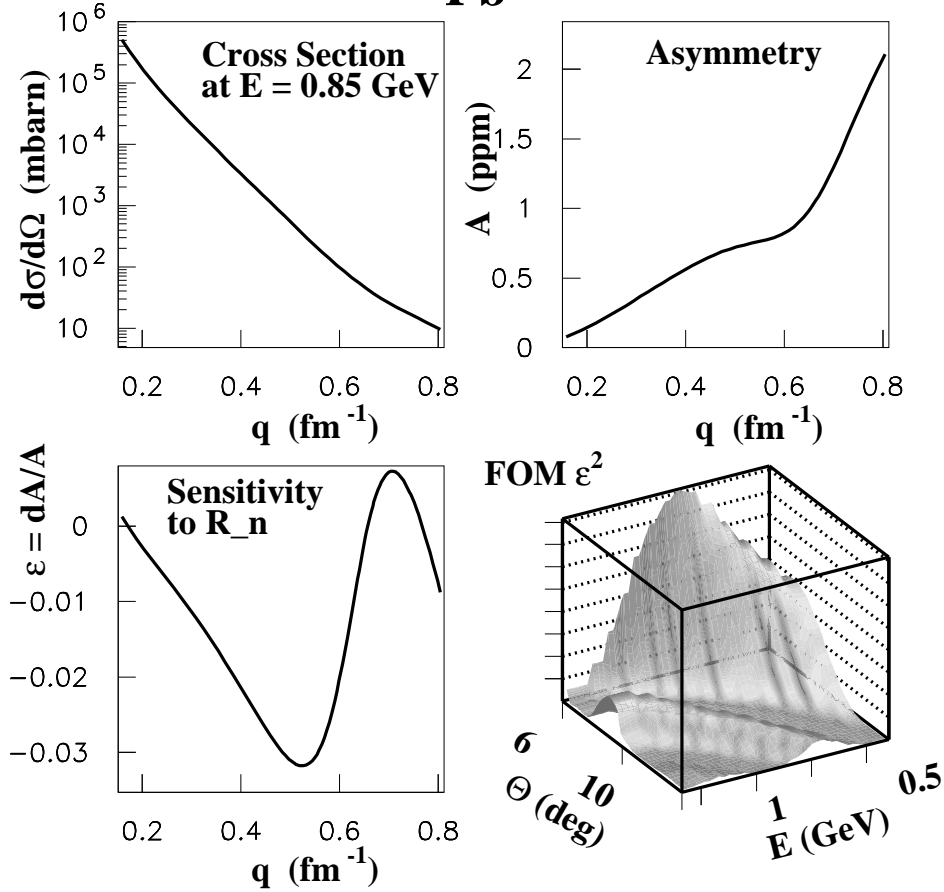 10^6
10^5
10^4
10^3
10^2
10
dσ/dΩ (mbarn)
Cross Section
at E = 0.85 GeV
0.2 0.4 0.6 0.8
q (fm^-1)
Asymmetry
2
1.5
1
0.5
0
A (ppm)
0.2 0.4 0.6 0.8
q (fm^-1)
Sensitivity
to R_n
0
−0.01
−0.02
−0.03
ε = dA/A
0.2 0.4 0.6 0.8
q (fm^-1)
FOM ε^2
6
10
Θ (deg)
1
0.5
E (GeV)